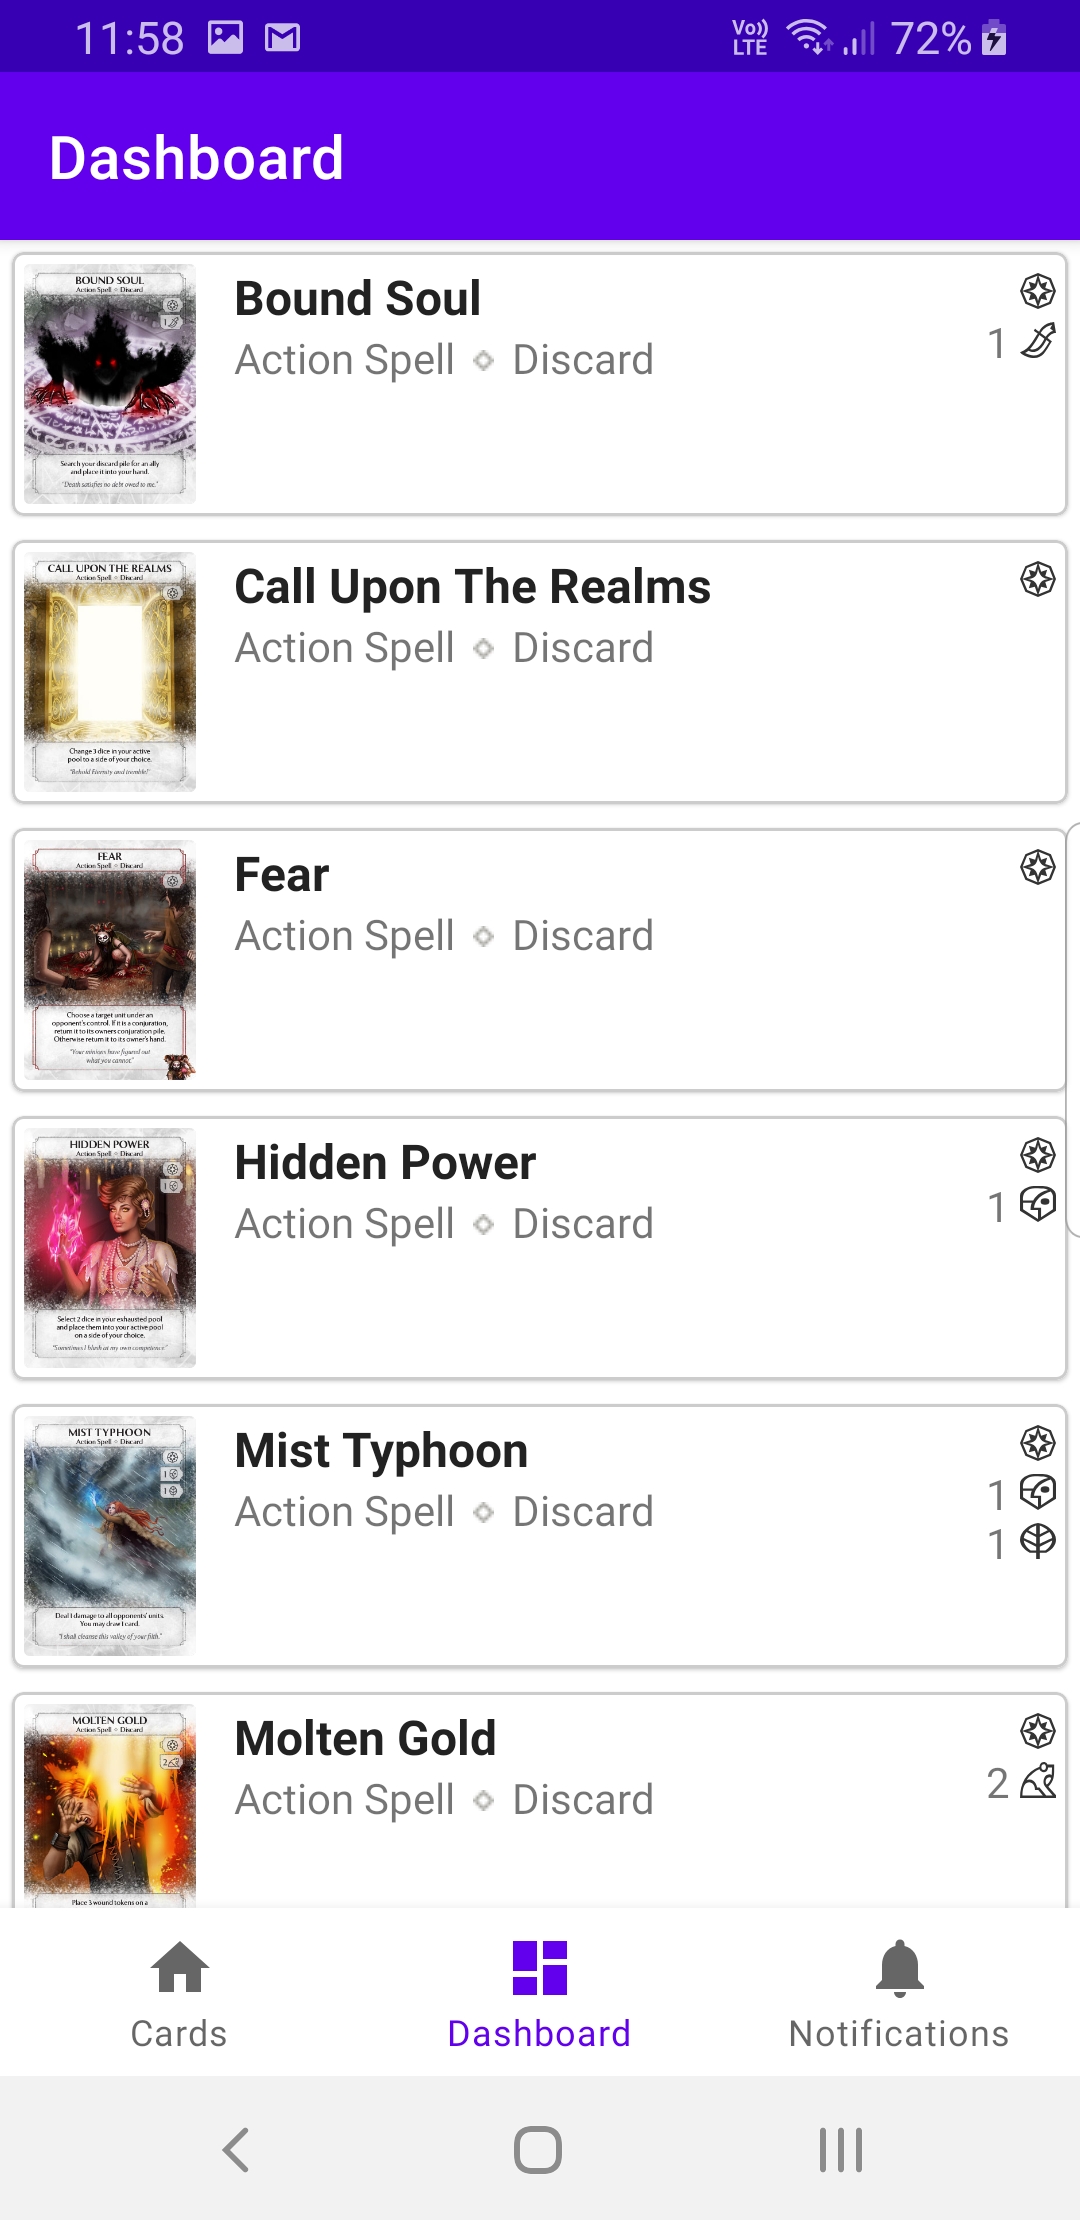 11:58
Vo)) LTE 72%
Dashboard
BOUND SOUL
Action Spell Discard
1
Search your discard pile for an ally
and place it into your hand.
"Death satisfies no debt owed to me."
Bound Soul
Action Spell Discard
1
CALL UPON THE REALMS
Action Spell Discard
Change 3 dice in your active
pool to a side of your choice.
"Behold Eternity and tremble!"
Call Upon The Realms
Action Spell Discard
FEAR
Action Spell Discard
Choose a target unit under an
opponent's control. If it is a conjuration,
return it to its owners conjuration pile.
Otherwise return it to its owner's hand.
"Your minions have figured out
what you cannot."
Fear
Action Spell Discard
HIDDEN POWER
Action Spell Discard
1
Select 2 dice in your exhausted pool
and place them into your active pool
on a side of your choice.
"Sometimes I blush at my own competence."
Hidden Power
Action Spell Discard
1
MIST TYPHOON
Action Spell Discard
1
1
Deal 1 damage to all opponents' units.
You may draw 1 card.
"I shall cleanse this valley of your filth."
Mist Typhoon
Action Spell Discard
1
1
MOLTEN GOLD
Action Spell Discard
2
Place 3 wound tokens on a
Molten Gold
Action Spell Discard
2
Cards
Dashboard
Notifications